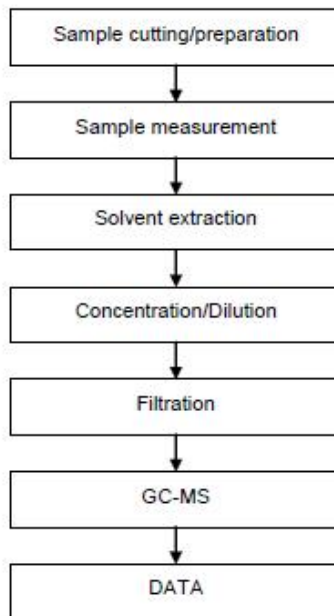 Sample cutting/preparation
Sample measurement
Solvent extraction
Concentration/Dilution
Filtration
GC-MS
DATA